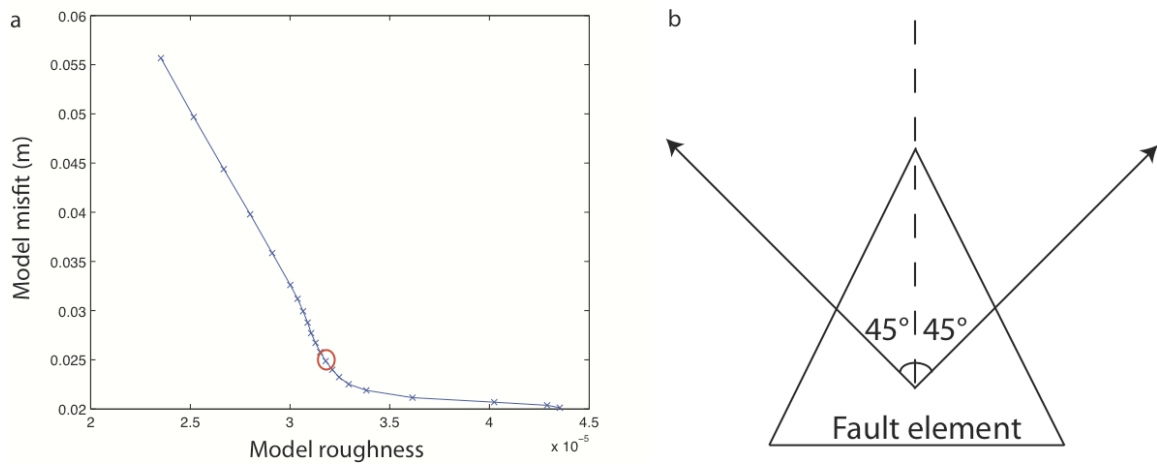 a
0.06
0.055
0.05
0.045
0.04
0.035
0.03
0.025
0.02
Model misfit (m)
2 2.5 3 3.5 4 4.5
x 10⁻⁵
Model roughness
b
45° 45°
Fault element